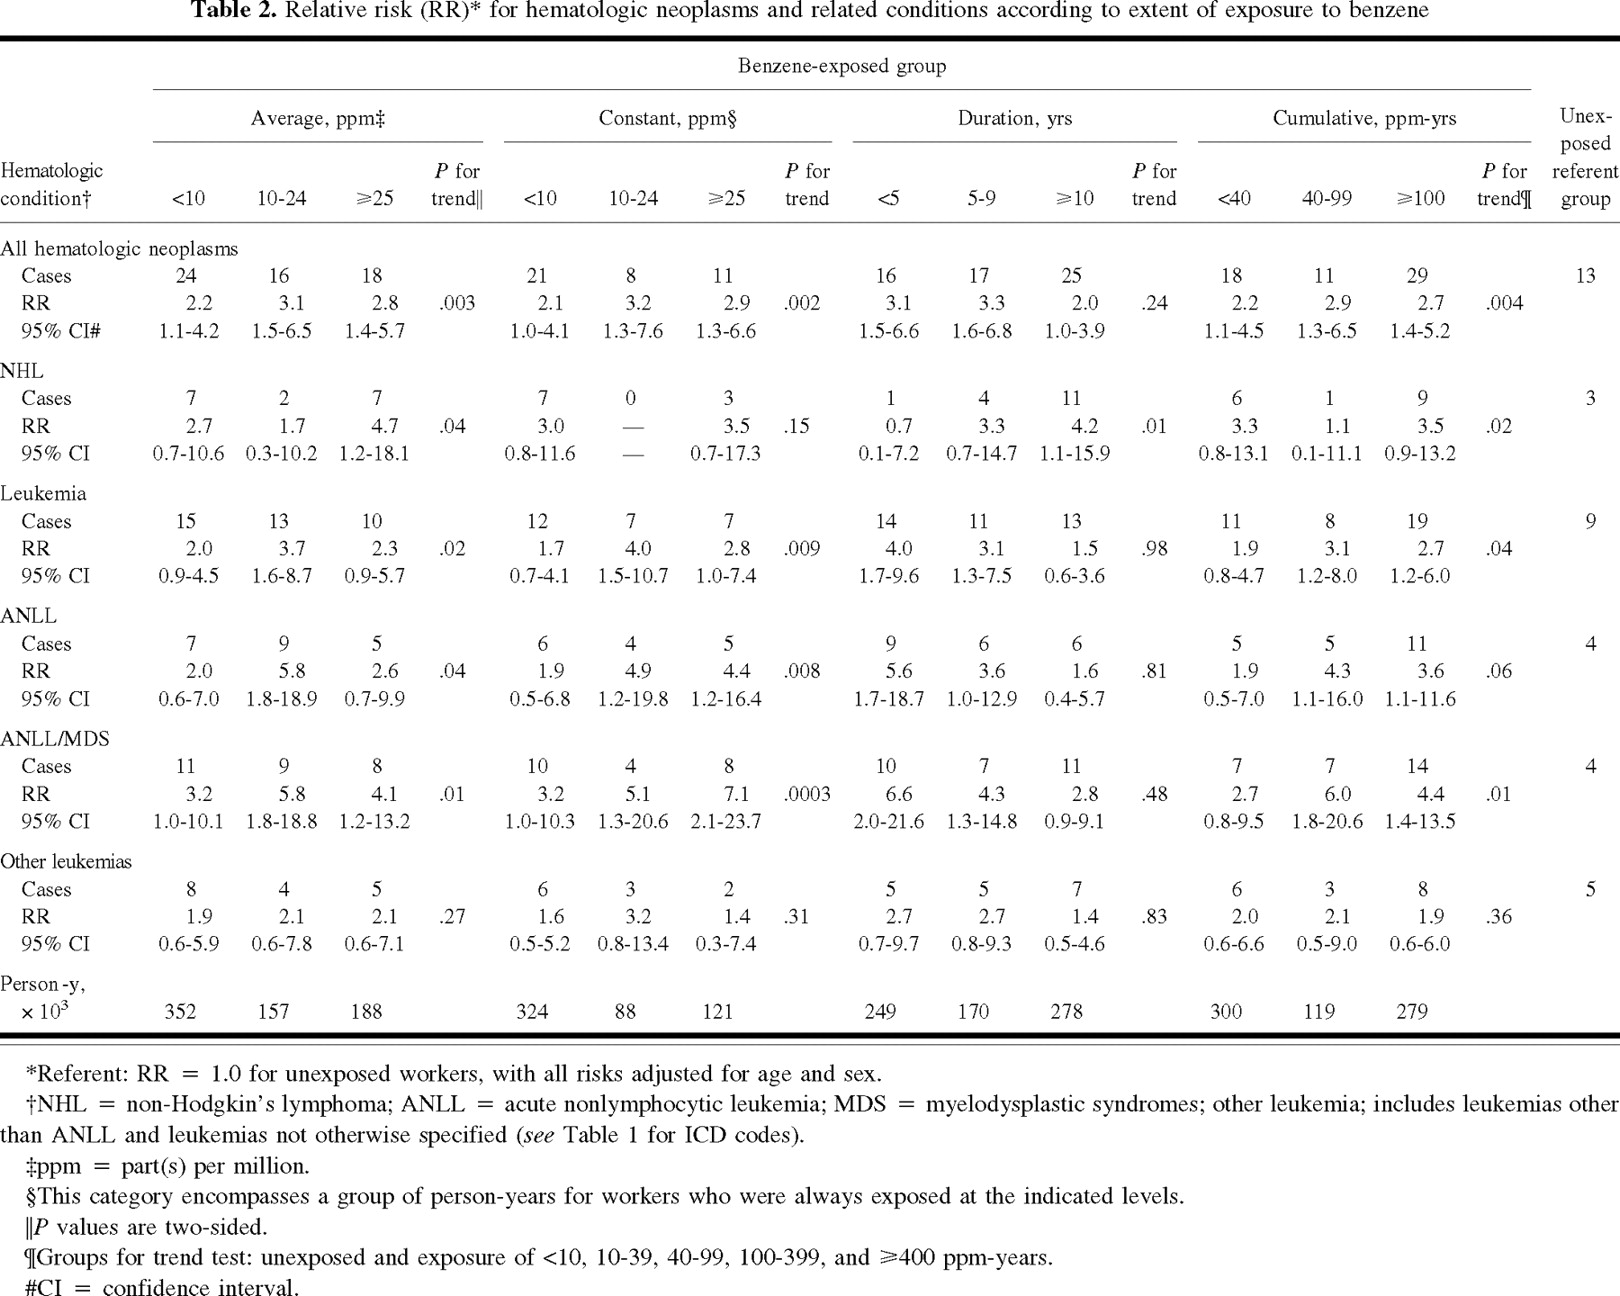 Table 2. Relative risk (RR)* for hematologic neoplasms and related conditions according to extent of exposure to benzene
Benzene-exposed group
Average, ppm‡ Constant, ppm§ Duration, yrs Cumulative, ppm-yrs Unex-
posed
Hematologic P for P for P for P for referent
condition† <10 10-24 ⩾25 trend‖ <10 10-24 ⩾25 trend <5 5-9 ⩾10 trend <40 40-99 ⩾100 trend¶ group
All hematologic neoplasms
Cases 24 16 18 21 8 11 16 17 25 18 11 29 13
RR 2.2 3.1 2.8 .003 2.1 3.2 2.9 .002 3.1 3.3 2.0 .24 2.2 2.9 2.7 .004
95% CI# 1.1-4.2 1.5-6.5 1.4-5.7 1.0-4.1 1.3-7.6 1.3-6.6 1.5-6.6 1.6-6.8 1.0-3.9 1.1-4.5 1.3-6.5 1.4-5.2
NHL
Cases 7 2 7 7 0 3 1 4 11 6 1 9 3
RR 2.7 1.7 4.7 .04 3.0 — 3.5 .15 0.7 3.3 4.2 .01 3.3 1.1 3.5 .02
95% CI 0.7-10.6 0.3-10.2 1.2-18.1 0.8-11.6 — 0.7-17.3 0.1-7.2 0.7-14.7 1.1-15.9 0.8-13.1 0.1-11.1 0.9-13.2
Leukemia
Cases 15 13 10 12 7 7 14 11 13 11 8 19 9
RR 2.0 3.7 2.3 .02 1.7 4.0 2.8 .009 4.0 3.1 1.5 .98 1.9 3.1 2.7 .04
95% CI 0.9-4.5 1.6-8.7 0.9-5.7 0.7-4.1 1.5-10.7 1.0-7.4 1.7-9.6 1.3-7.5 0.6-3.6 0.8-4.7 1.2-8.0 1.2-6.0
ANLL
Cases 7 9 5 6 4 5 9 6 6 5 5 11 4
RR 2.0 5.8 2.6 .04 1.9 4.9 4.4 .008 5.6 3.6 1.6 .81 1.9 4.3 3.6 .06
95% CI 0.6-7.0 1.8-18.9 0.7-9.9 0.5-6.8 1.2-19.8 1.2-16.4 1.7-18.7 1.0-12.9 0.4-5.7 0.5-7.0 1.1-16.0 1.1-11.6
ANLL/MDS
Cases 11 9 8 10 4 8 10 7 11 7 7 14 4
RR 3.2 5.8 4.1 .01 3.2 5.1 7.1 .0003 6.6 4.3 2.8 .48 2.7 6.0 4.4 .01
95% CI 1.0-10.1 1.8-18.8 1.2-13.2 1.0-10.3 1.3-20.6 2.1-23.7 2.0-21.6 1.3-14.8 0.9-9.1 0.8-9.5 1.8-20.6 1.4-13.5
Other leukemias
Cases 8 4 5 6 3 2 5 5 7 6 3 8 5
RR 1.9 2.1 2.1 .27 1.6 3.2 1.4 .31 2.7 2.7 1.4 .83 2.0 2.1 1.9 .36
95% CI 0.6-5.9 0.6-7.8 0.6-7.1 0.5-5.2 0.8-13.4 0.3-7.4 0.7-9.7 0.8-9.3 0.5-4.6 0.6-6.6 0.5-9.0 0.6-6.0
Person-y,
× 10³ 352 157 188 324 88 121 249 170 278 300 119 279
*Referent: RR = 1.0 for unexposed workers, with all risks adjusted for age and sex.
†NHL = non-Hodgkin's lymphoma; ANLL = acute nonlymphocytic leukemia; MDS = myelodysplastic syndromes; other leukemia; includes leukemias other
than ANLL and leukemias not otherwise specified (see Table 1 for ICD codes).
‡ppm = part(s) per million.
§This category encompasses a group of person-years for workers who were always exposed at the indicated levels.
‖P values are two-sided.
¶Groups for trend test: unexposed and exposure of <10, 10-39, 40-99, 100-399, and ⩾400 ppm-years.
#CI = confidence interval.